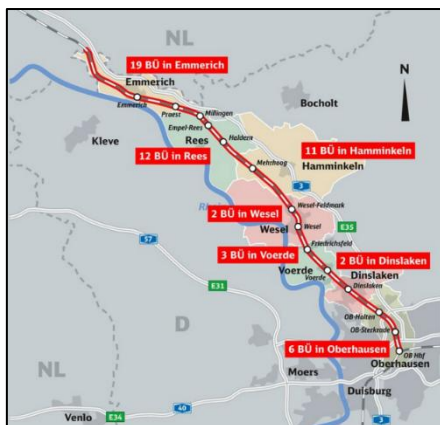 NL
19 BÜ in Emmerich
Emmerich
N
Emmerich
Praest
Millingen
Bocholt
Empel-Rees
Kleve
Rees
Haldern
11 BÜ in Hamminkeln
12 BÜ in Rees
Mehrhoog
Hamminkeln
3
2 BÜ in Wesel
Wesel-Feldmark
57
Wesel
Wesel
E35
3 BÜ in Voerde
Friedrichsfeld
2 BÜ in Dinslaken
E31
Voerde
Voerde
Dinslaken
Dinslaken
D
OB-Holten
OB-Sterkrade
6 BÜ in Oberhausen
OB Hbf
NL
Oberhausen
Moers
Duisburg
Venlo
E34
40
3